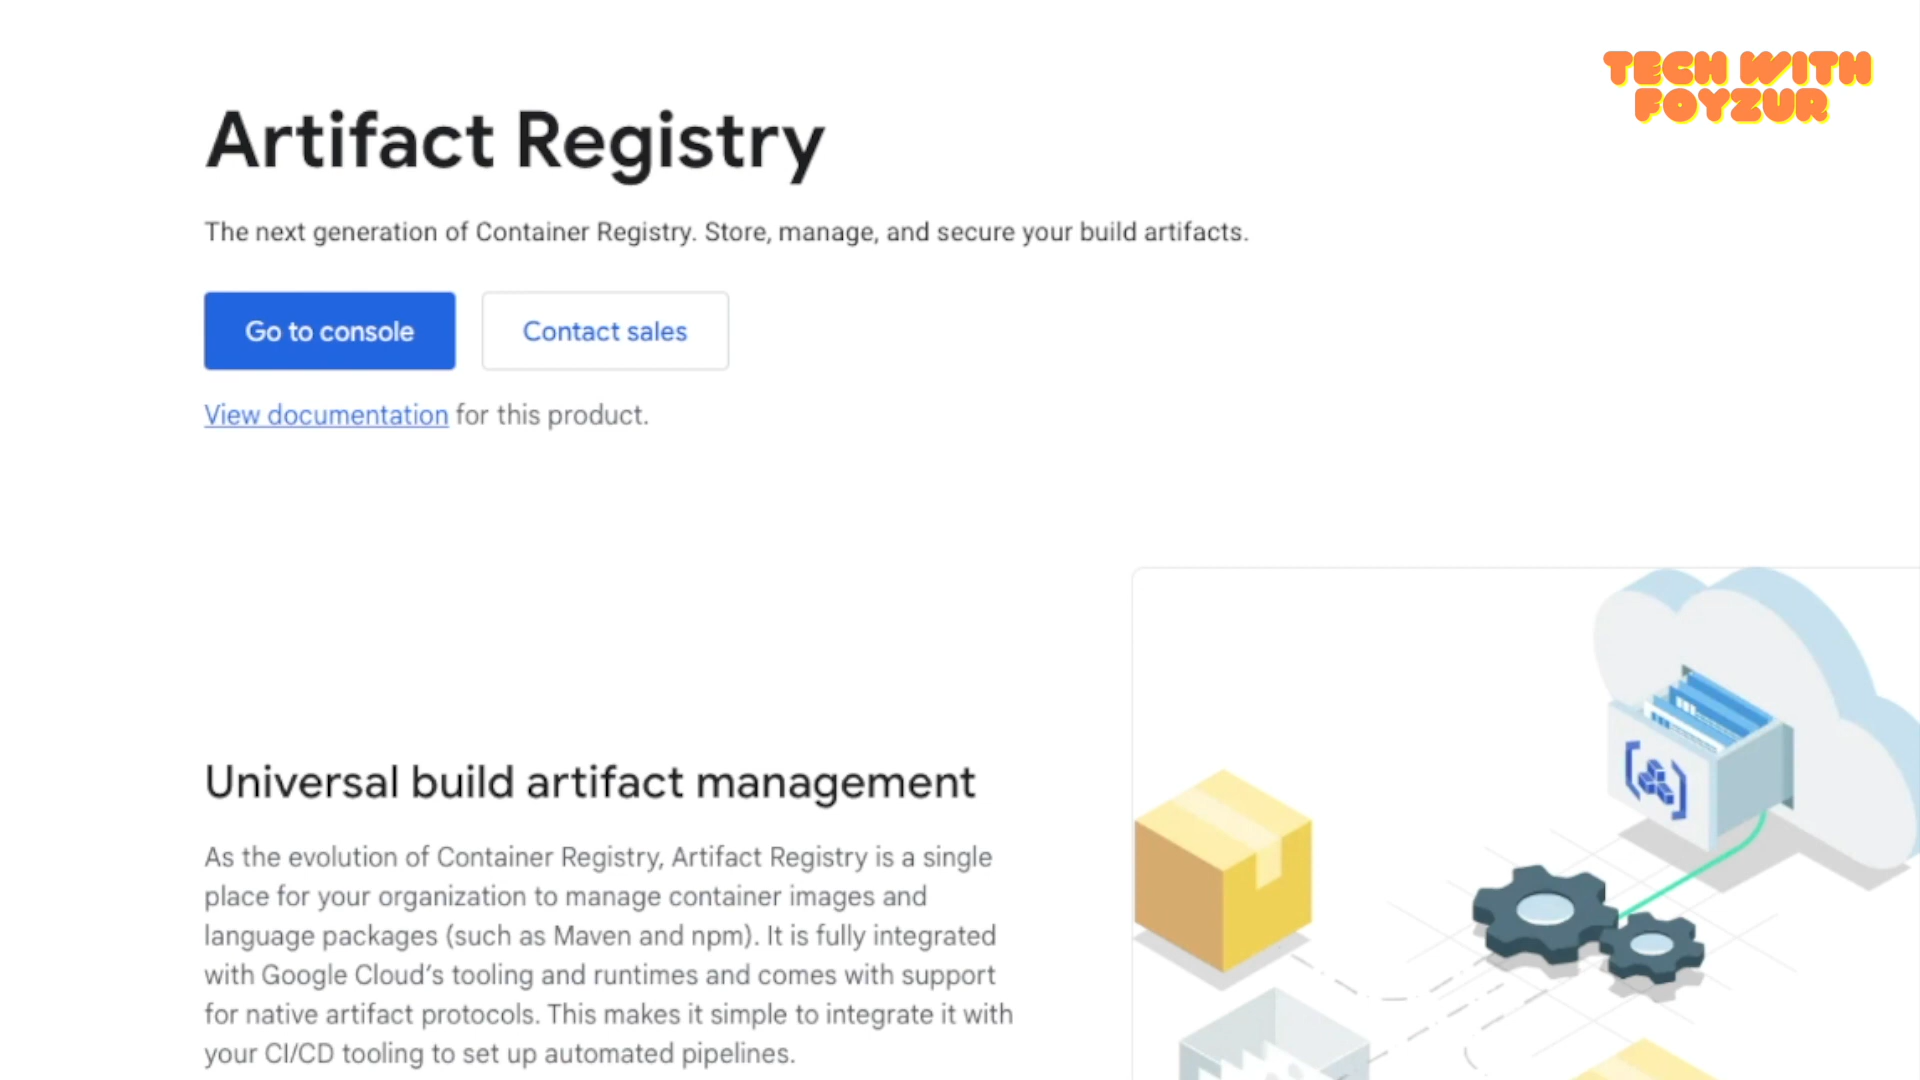 TECH WITH
FOYZUR
Artifact Registry
The next generation of Container Registry. Store, manage, and secure your build artifacts.
Go to console
Contact sales
View documentation for this product.
Universal build artifact management
As the evolution of Container Registry, Artifact Registry is a single
place for your organization to manage container images and
language packages (such as Maven and npm). It is fully integrated
with Google Cloud’s tooling and runtimes and comes with support
for native artifact protocols. This makes it simple to integrate it with
your CI/CD tooling to set up automated pipelines.